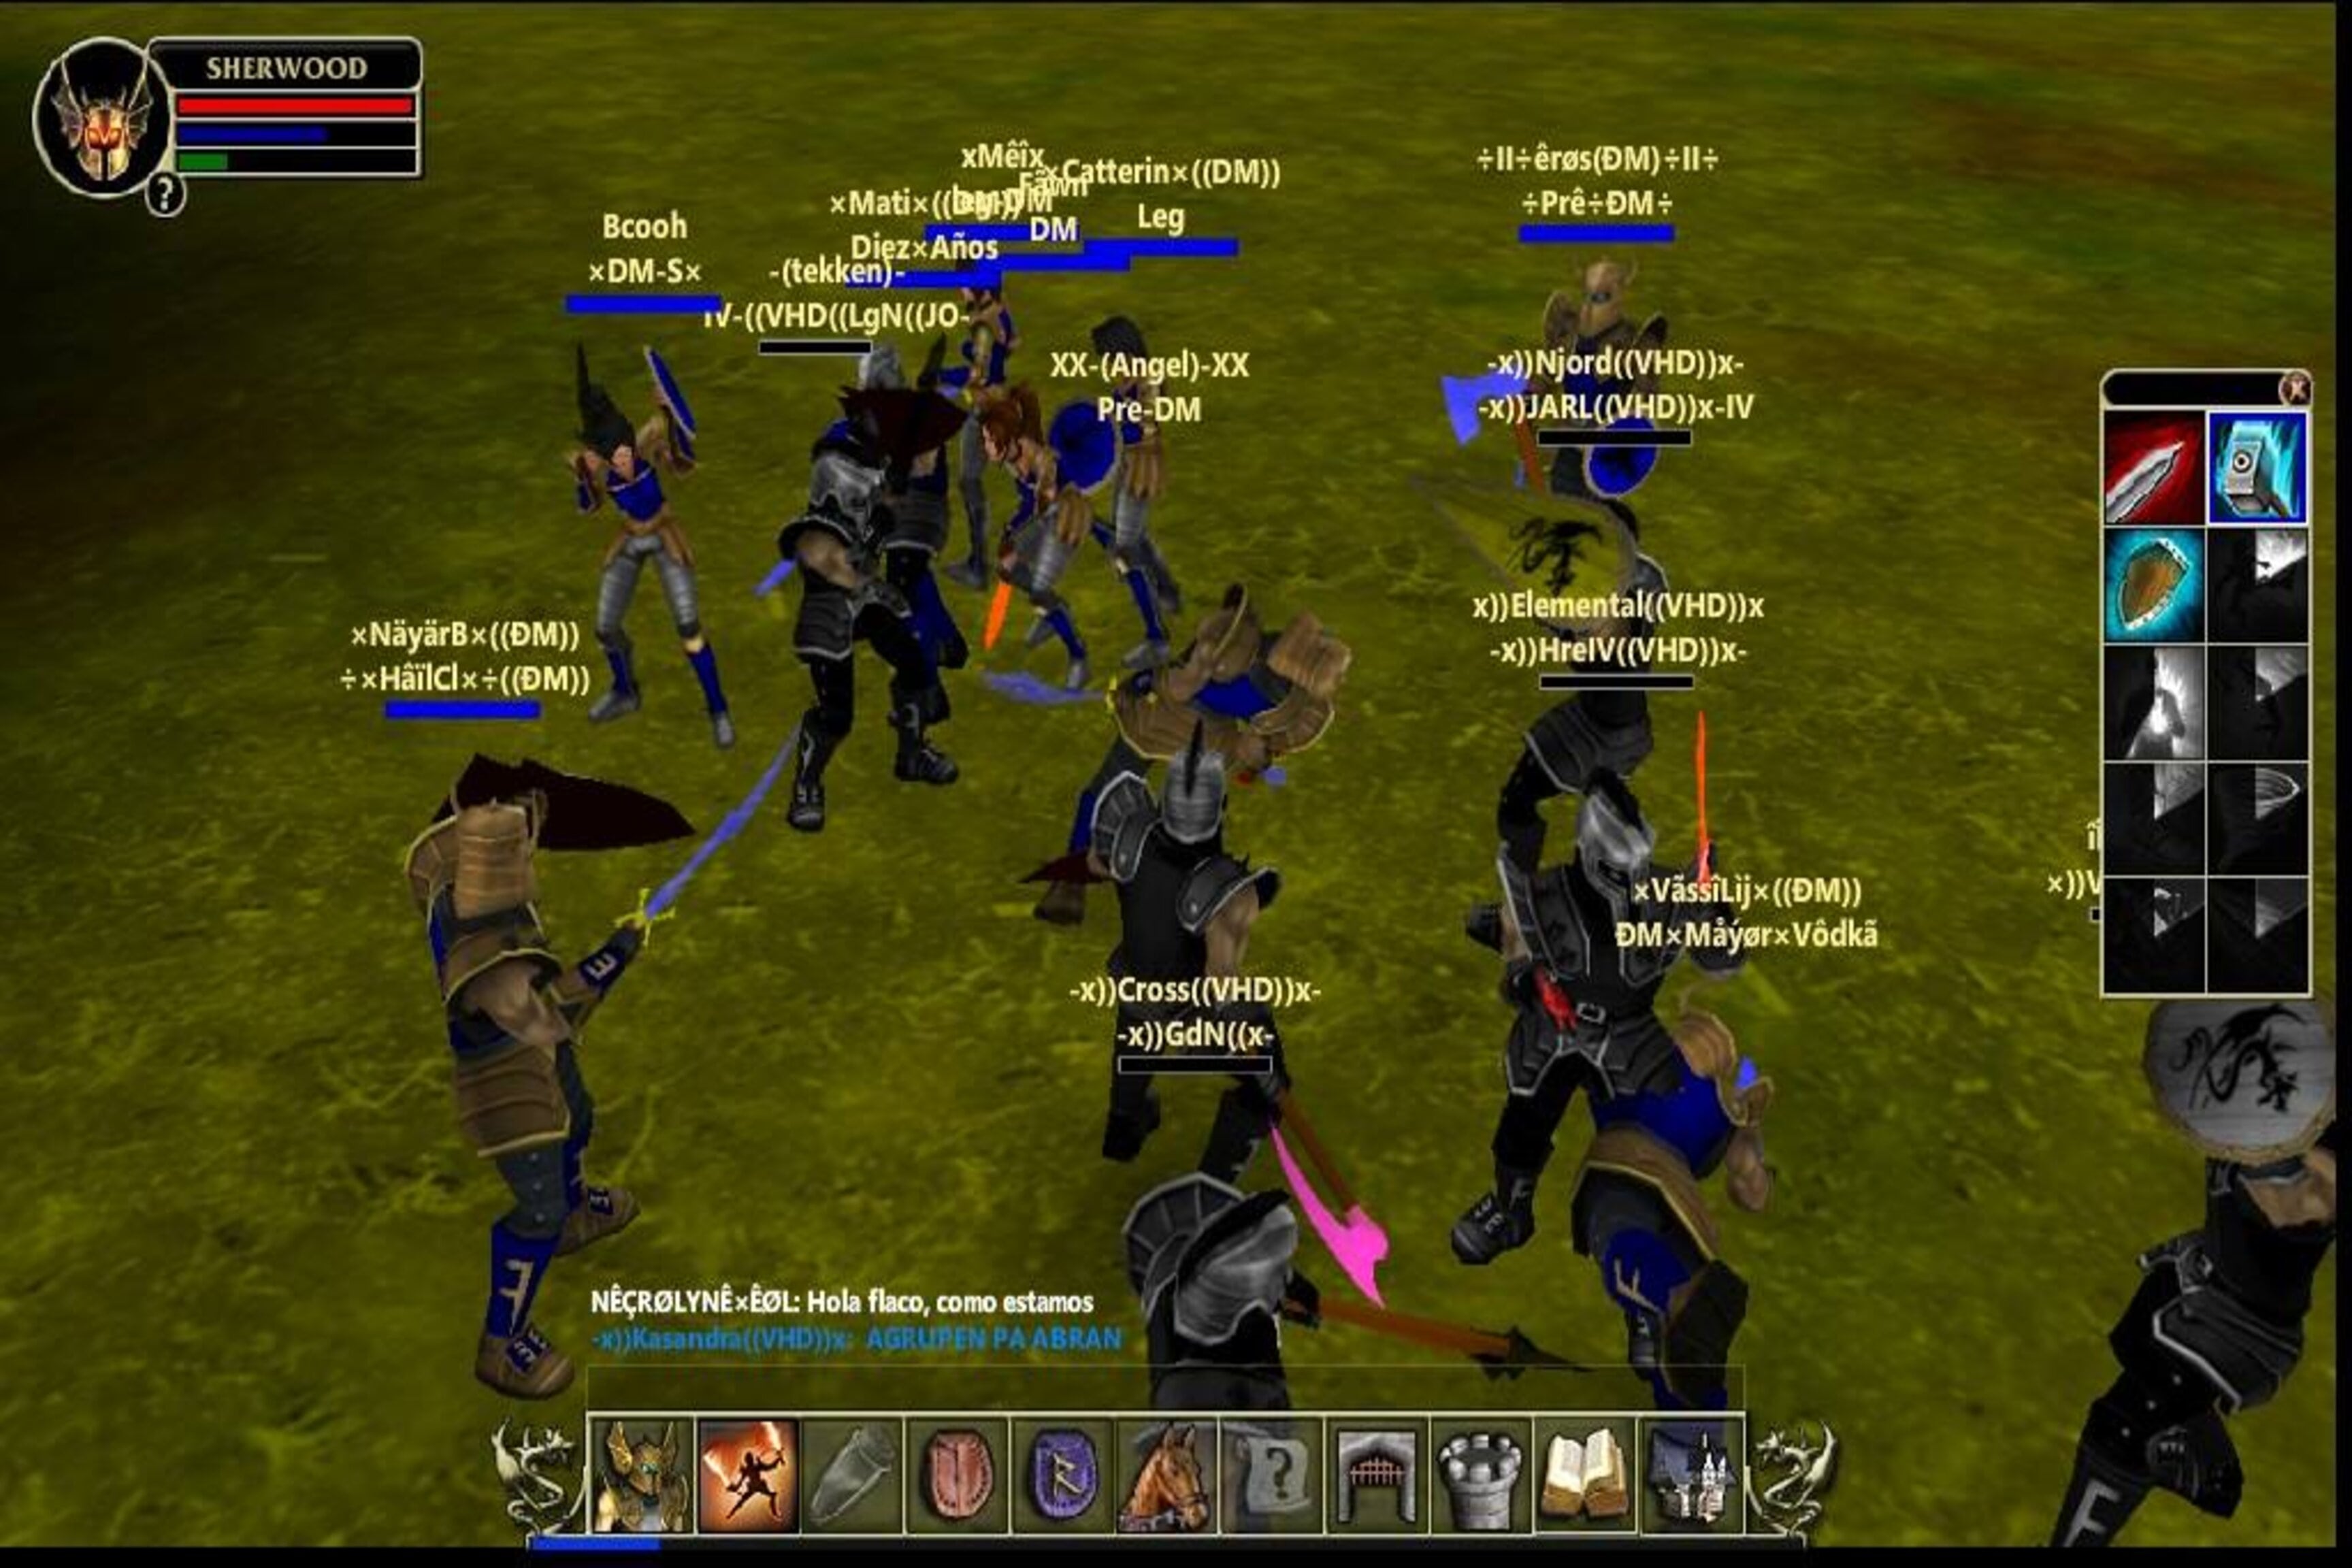 SHERWOOD
Bcooh
×DM-S×
xMêîx
×Catterin×((DM))
Leg
×Mati×((DM))
DM
Diez×Años
-(tekken)-
IV-((VHD((LgN((JO-
XX-(Angel)-XX
Pre-DM
÷II÷êrøs(ÐM)÷II÷
÷Prê÷ÐM÷
-x))Njord((VHD))x-
-x))JARL((VHD))x-IV
x))Elemental((VHD))x
-x))HreIV((VHD))x-
×NäyärB×((ÐM))
÷×HâïlCl×÷((ÐM))
×VãssîLìj×((ÐM))
ÐM×Måýør×Vôdkã
-x))Cross((VHD))x-
-x))GdN((x-
x))V
NÊÇRØLYNÊ×ÊØL: Hola flaco, como estamos
-x))Kasandra((VHD))x: AGRUPEN PA ABRAN